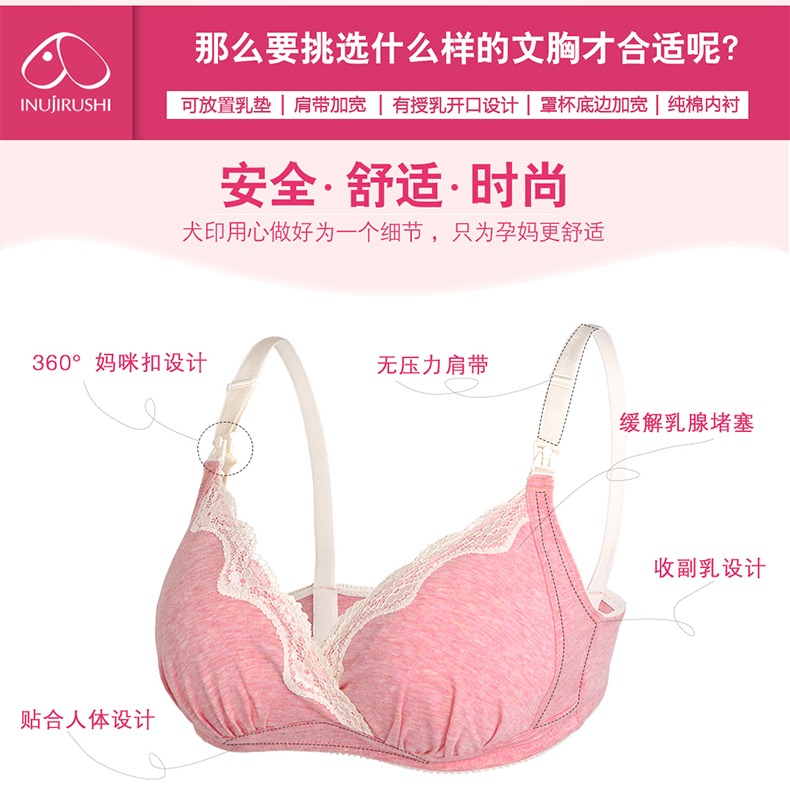 那么要挑选什么样的文胸才合适呢?
INUJIRUSHI
可放置乳垫 | 肩带加宽 | 有授乳开口设计 | 罩杯底边加宽 | 纯棉内衬
安全·舒适·时尚
犬印用心做好为一个细节，只为孕妈更舒适
360° 妈咪扣设计
无压力肩带
缓解乳腺堵塞
收副乳设计
贴合人体设计